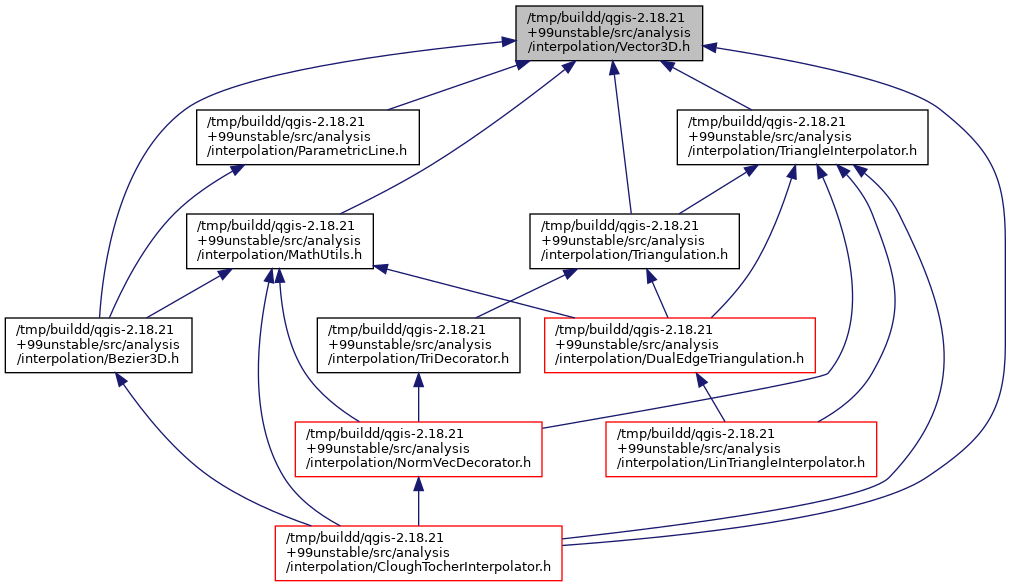 /tmp/buildd/qgis-2.18.21
+99unstable/src/analysis
/interpolation/Vector3D.h
/tmp/buildd/qgis-2.18.21
+99unstable/src/analysis
/interpolation/ParametricLine.h
/tmp/buildd/qgis-2.18.21
+99unstable/src/analysis
/interpolation/TriangleInterpolator.h
/tmp/buildd/qgis-2.18.21
+99unstable/src/analysis
/interpolation/MathUtils.h
/tmp/buildd/qgis-2.18.21
+99unstable/src/analysis
/interpolation/Triangulation.h
/tmp/buildd/qgis-2.18.21
+99unstable/src/analysis
/interpolation/Bezier3D.h
/tmp/buildd/qgis-2.18.21
+99unstable/src/analysis
/interpolation/TriDecorator.h
/tmp/buildd/qgis-2.18.21
+99unstable/src/analysis
/interpolation/DualEdgeTriangulation.h
/tmp/buildd/qgis-2.18.21
+99unstable/src/analysis
/interpolation/NormVecDecorator.h
/tmp/buildd/qgis-2.18.21
+99unstable/src/analysis
/interpolation/LinTriangleInterpolator.h
/tmp/buildd/qgis-2.18.21
+99unstable/src/analysis
/interpolation/CloughTocherInterpolator.h